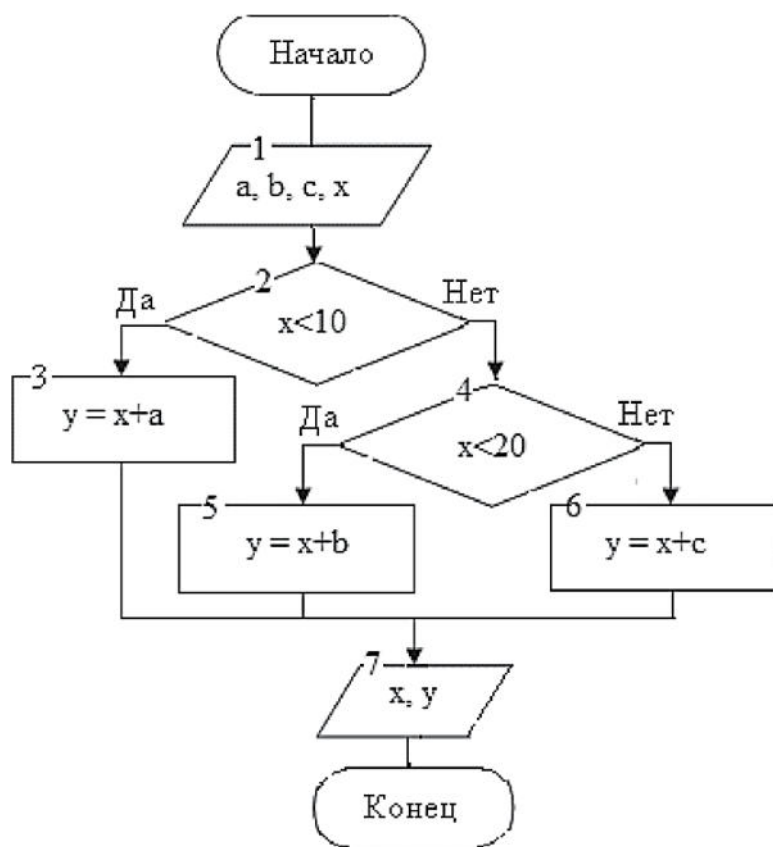 Начало
1
a, b, c, x
2
Да
Нет
x<10
3
y = x+a
4
Да
Нет
x<20
5
y = x+b
6
y = x+c
7
x, y
Конец